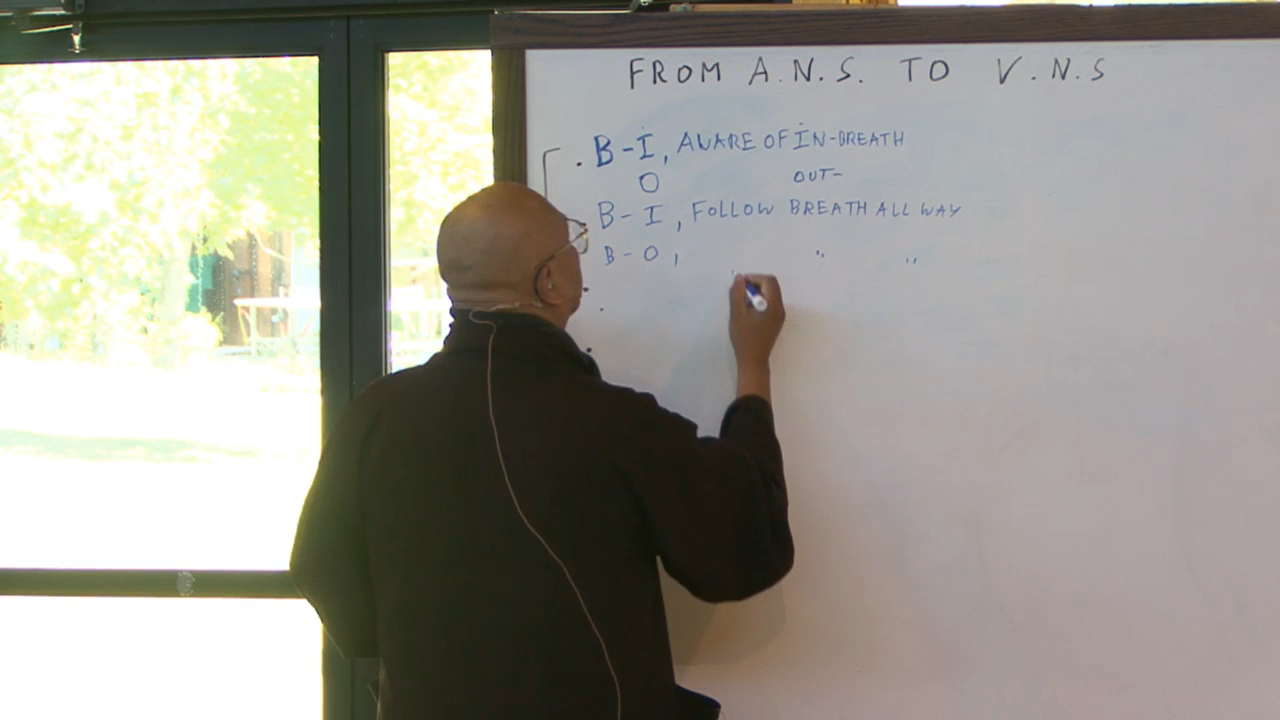 FROM A.N.S. TO V.N.S
. B-I, AWARE OF IN-BREATH
O OUT-
B-I, FOLLOW BREATH ALL WAY
B-O, " "